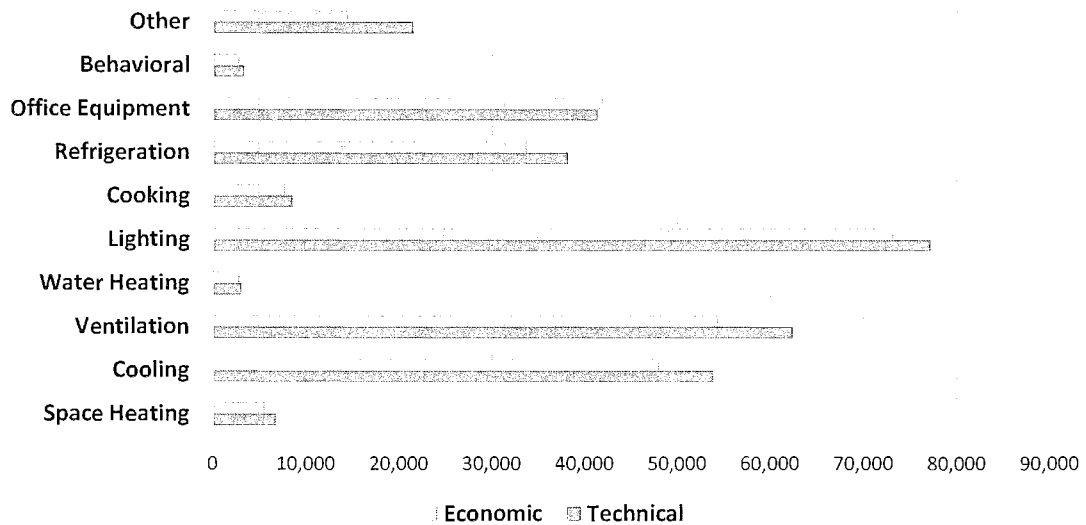 Other
Behavioral
Office Equipment
Refrigeration
Cooking
Lighting
Water Heating
Ventilation
Cooling
Space Heating
0 10,000 20,000 30,000 40,000 50,000 60,000 70,000 80,000 90,000
Economic Technical